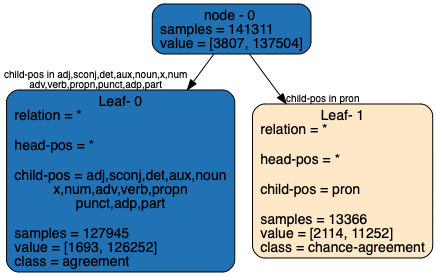 node - 0
samples = 141311
value = [3807, 137504]
child-pos in adj,sconj,det,aux,noun,x,num
adv,verb,propn,punct,adp,part
child-pos in pron
Leaf- 0
relation = *
head-pos = *
child-pos = adj,sconj,det,aux,noun
x,num,adv,verb,propn
punct,adp,part
samples = 127945
value = [1693, 126252]
class = agreement
Leaf- 1
relation = *
head-pos = *
child-pos = pron
samples = 13366
value = [2114, 11252]
class = chance-agreement